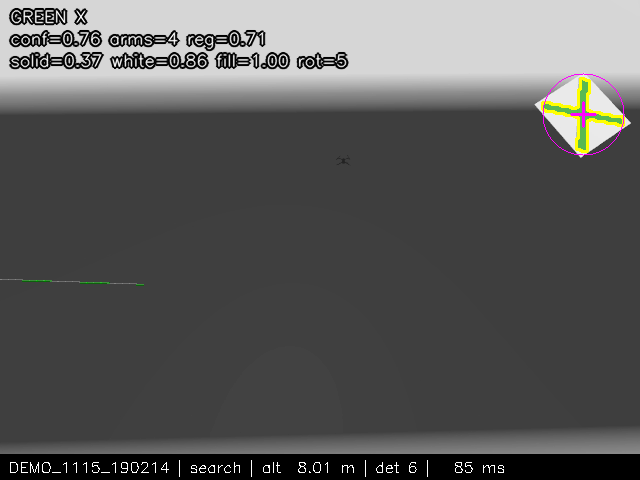 GREEN X
conf=0.76 arms=4 reg=0.71
solid=0.37 white=0.86 fill=1.00 rot=5
DEMO_1115_190214 | search | alt 8.01 m | det 6 | 85 ms